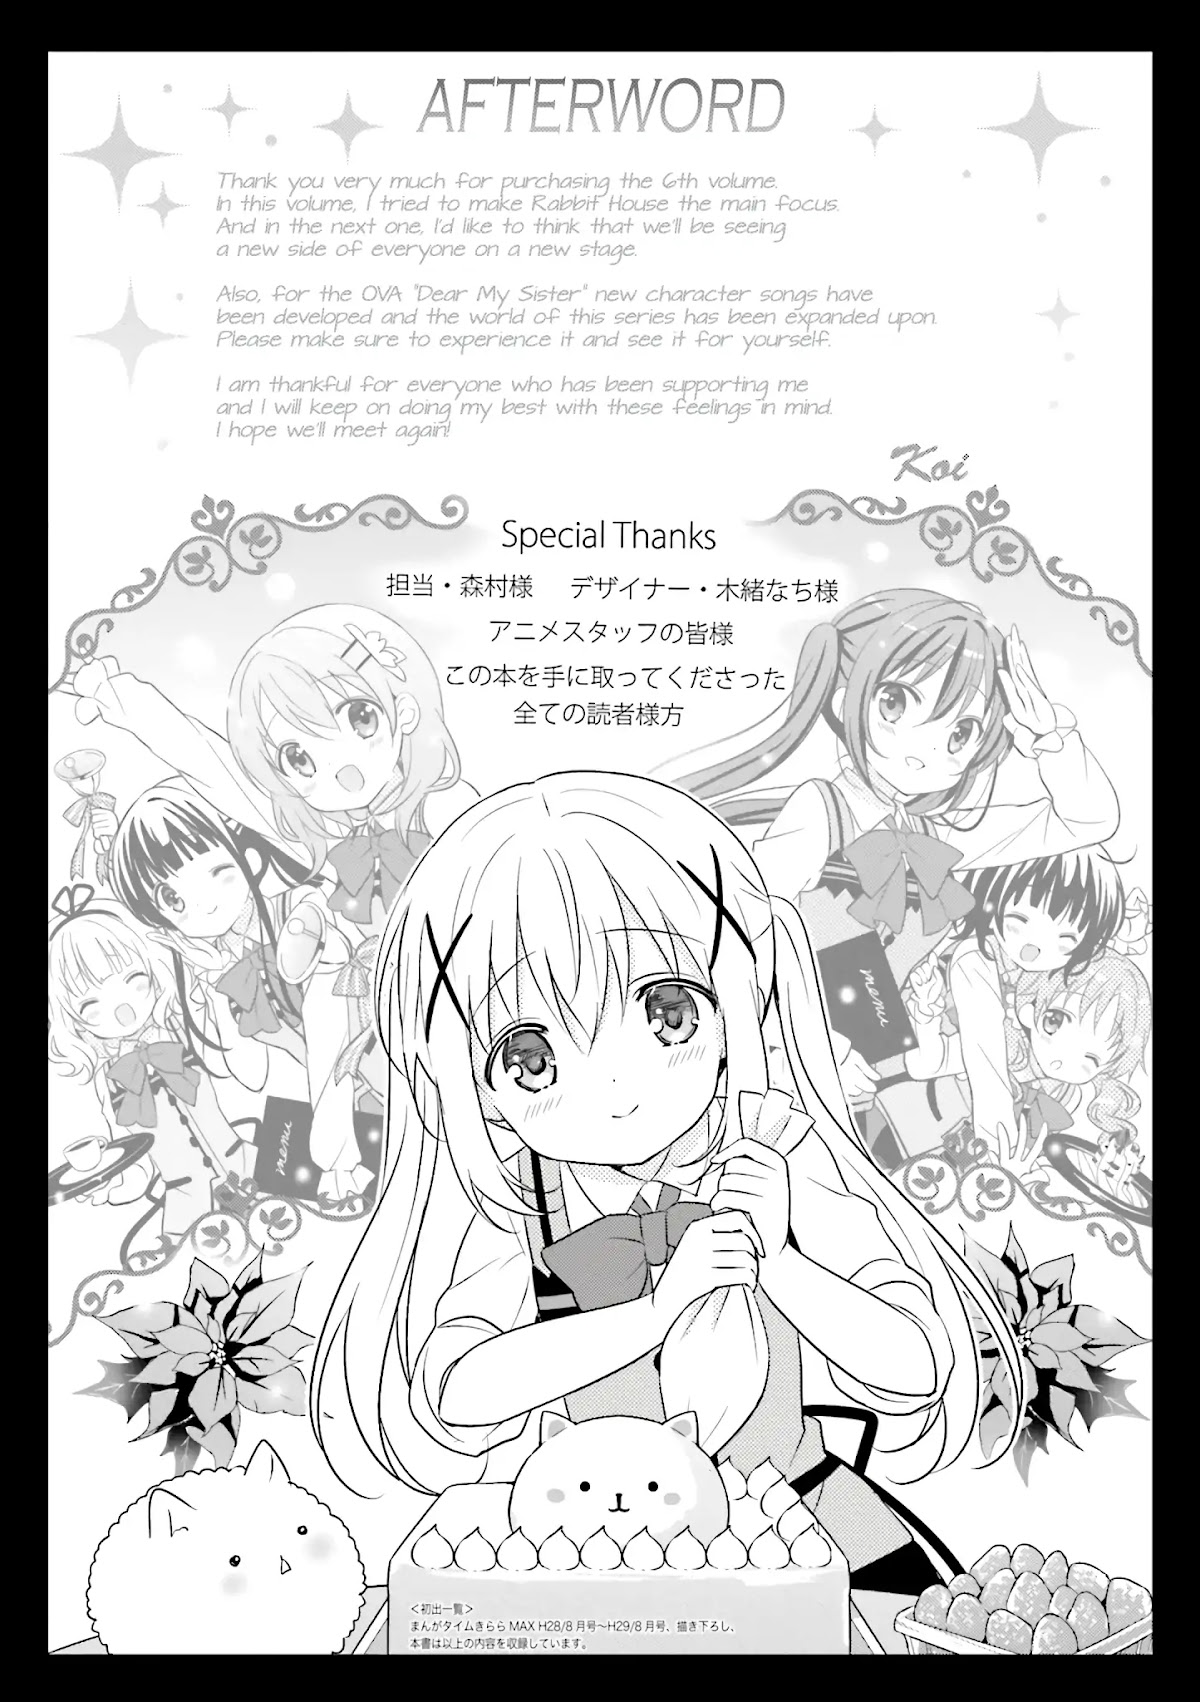 AFTERWORD
Thank you very much for purchasing the 6th volume.
In this volume, I tried to make Rabbit House the main focus.
And in the next one, I'd like to think that we'll be seeing
a new side of everyone on a new stage.
Also, for the OVA "Dear My Sister" new character songs have
been developed and the world of this series has been expanded upon.
Please make sure to experience it and see it for yourself.
I am thankful for everyone who has been supporting me
and I will keep on doing my best with these feelings in mind.
I hope we'll meet again!
Koi
Special Thanks
担当・森村様 デザイナー・木緒なち様
アニメスタッフの皆様
この本を手に取ってくださった
全ての読者様方
menu
menu
＜初出一覧＞
まんがタイムきららMAX H28/8月号〜H29/8月号、描き下ろし、
本書は以上の内容を収録しています。